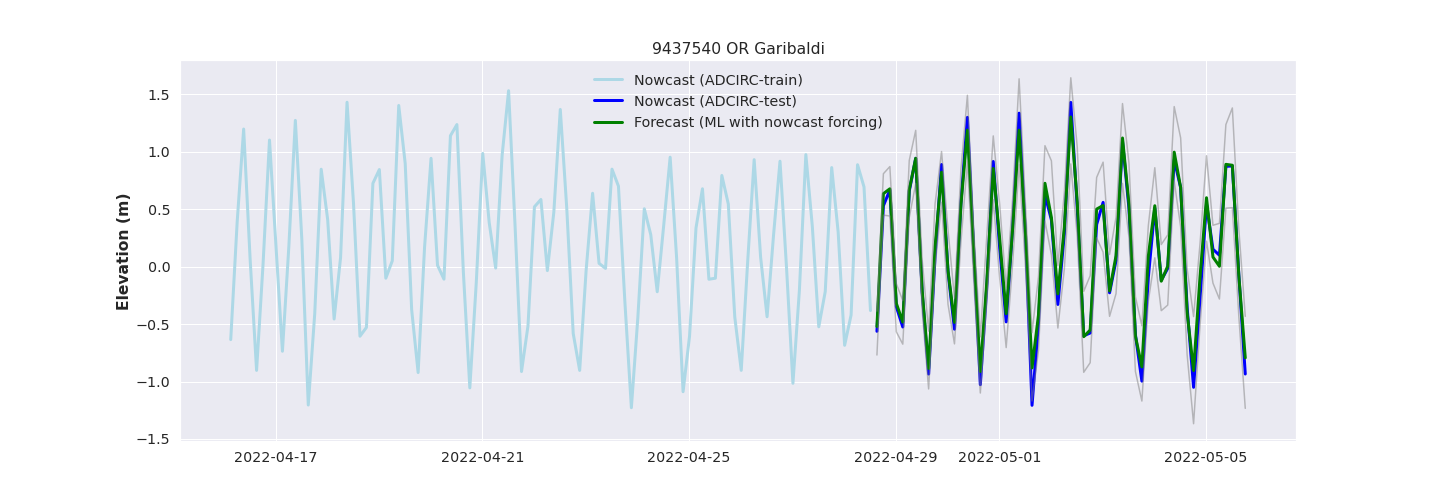 9437540 OR Garibaldi
Nowcast (ADCIRC-train)
Nowcast (ADCIRC-test)
Forecast (ML with nowcast forcing)
Elevation (m)
1.5
1.0
0.5
0.0
−0.5
−1.0
−1.5
2022-04-17 2022-04-21 2022-04-25 2022-04-29 2022-05-01 2022-05-05